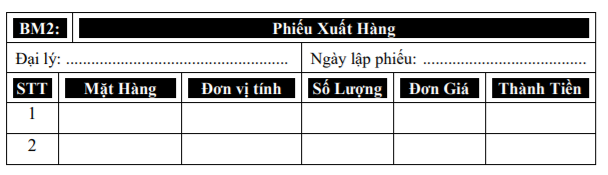 BM2: Phiếu Xuất Hàng
Đại lý: ........................................................ Ngày lập phiếu: .........................................
STT Mặt Hàng Đơn vị tính Số Lượng Đơn Giá Thành Tiền
1
2